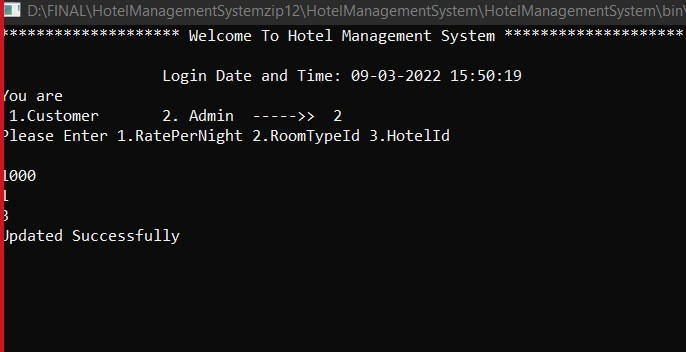 D:\FINAL\HotelManagementSystemzip12\HotelManagementSystem\HotelManagementSystem\bin\
******************** Welcome To Hotel Management System ********************
Login Date and Time: 09-03-2022 15:50:19
You are
1.Customer 2. Admin ----->> 2
Please Enter 1.RatePerNight 2.RoomTypeId 3.HotelId
1000
1
3
Updated Successfully